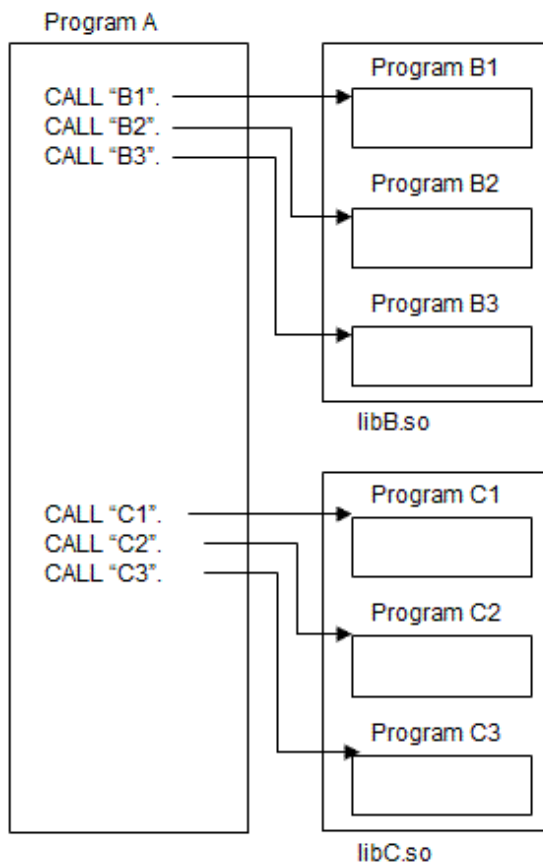 Program A
CALL “B1”.
CALL “B2”.
CALL “B3”.
Program B1
Program B2
Program B3
libB.so
CALL “C1”.
CALL “C2”.
CALL “C3”.
Program C1
Program C2
Program C3
libC.so